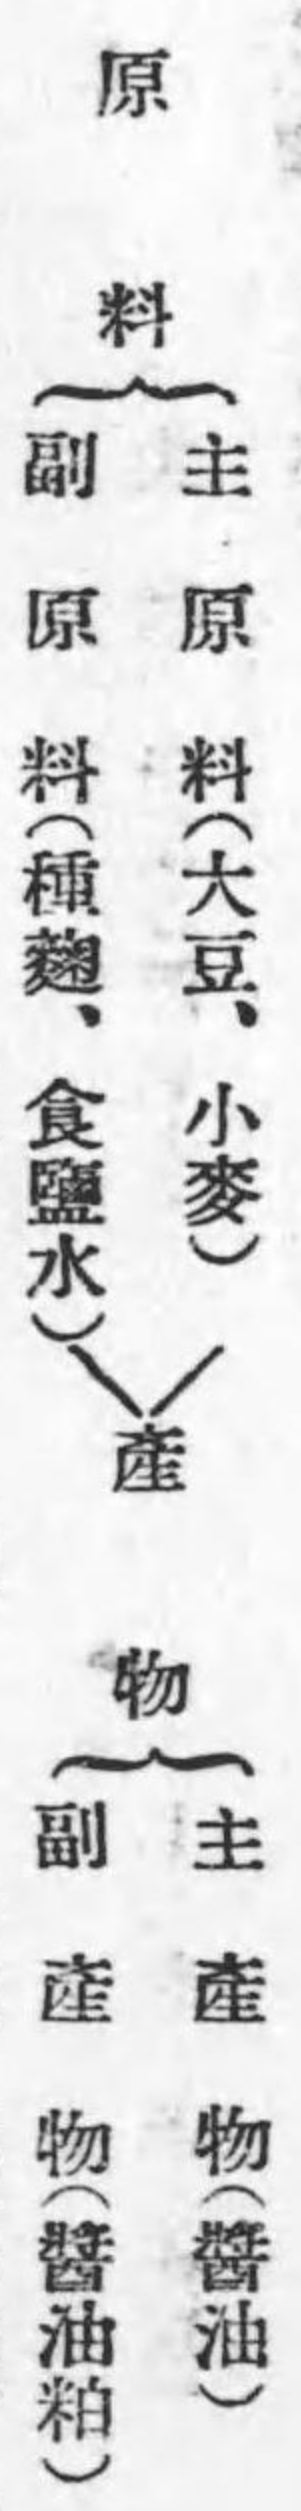 原料
主原料（大豆、小麥）
副原料（種麹、食鹽水）
產物
主產物（醬油）
副產物（醬油粕）